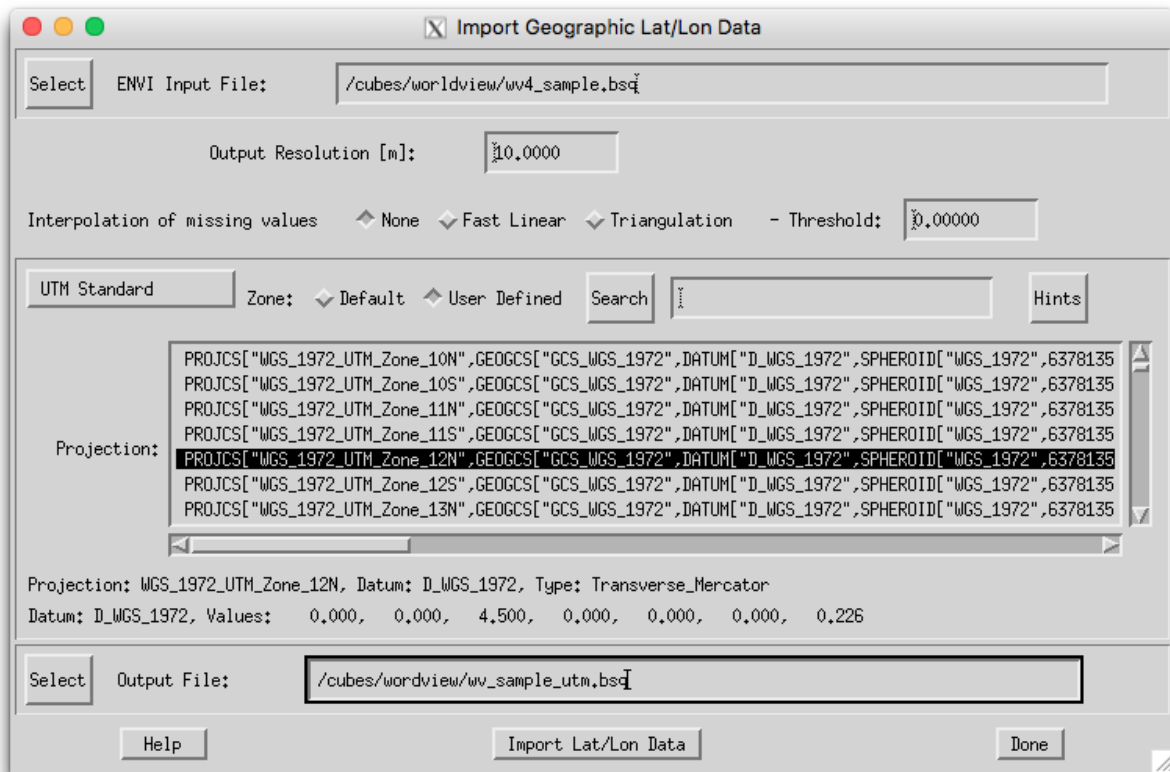 Import Geographic Lat/Lon Data
Select ENVI Input File: /cubes/worldview/wv4_sample.bsq
Output Resolution [m]: 10.0000
Interpolation of missing values None Fast Linear Triangulation - Threshold: 0.00000
UTM Standard Zone: Default User Defined Search Hints
PROJCS["WGS_1972_UTM_Zone_10N",GEOGCS["GCS_WGS_1972",DATUM["D_WGS_1972",SPHEROID["WGS_1972",6378135
PROJCS["WGS_1972_UTM_Zone_10S",GEOGCS["GCS_WGS_1972",DATUM["D_WGS_1972",SPHEROID["WGS_1972",6378135
PROJCS["WGS_1972_UTM_Zone_11N",GEOGCS["GCS_WGS_1972",DATUM["D_WGS_1972",SPHEROID["WGS_1972",6378135
PROJCS["WGS_1972_UTM_Zone_11S",GEOGCS["GCS_WGS_1972",DATUM["D_WGS_1972",SPHEROID["WGS_1972",6378135
Projection: PROJCS["WGS_1972_UTM_Zone_12N",GEOGCS["GCS_WGS_1972",DATUM["D_WGS_1972",SPHEROID["WGS_1972",6378135
PROJCS["WGS_1972_UTM_Zone_12S",GEOGCS["GCS_WGS_1972",DATUM["D_WGS_1972",SPHEROID["WGS_1972",6378135
PROJCS["WGS_1972_UTM_Zone_13N",GEOGCS["GCS_WGS_1972",DATUM["D_WGS_1972",SPHEROID["WGS_1972",6378135
Projection: WGS_1972_UTM_Zone_12N, Datum: D_WGS_1972, Type: Transverse_Mercator
Datum: D_WGS_1972, Values: 0.000, 0.000, 4.500, 0.000, 0.000, 0.000, 0.226
Select Output File: /cubes/wordview/wv_sample_utm.bsq
Help Import Lat/Lon Data Done